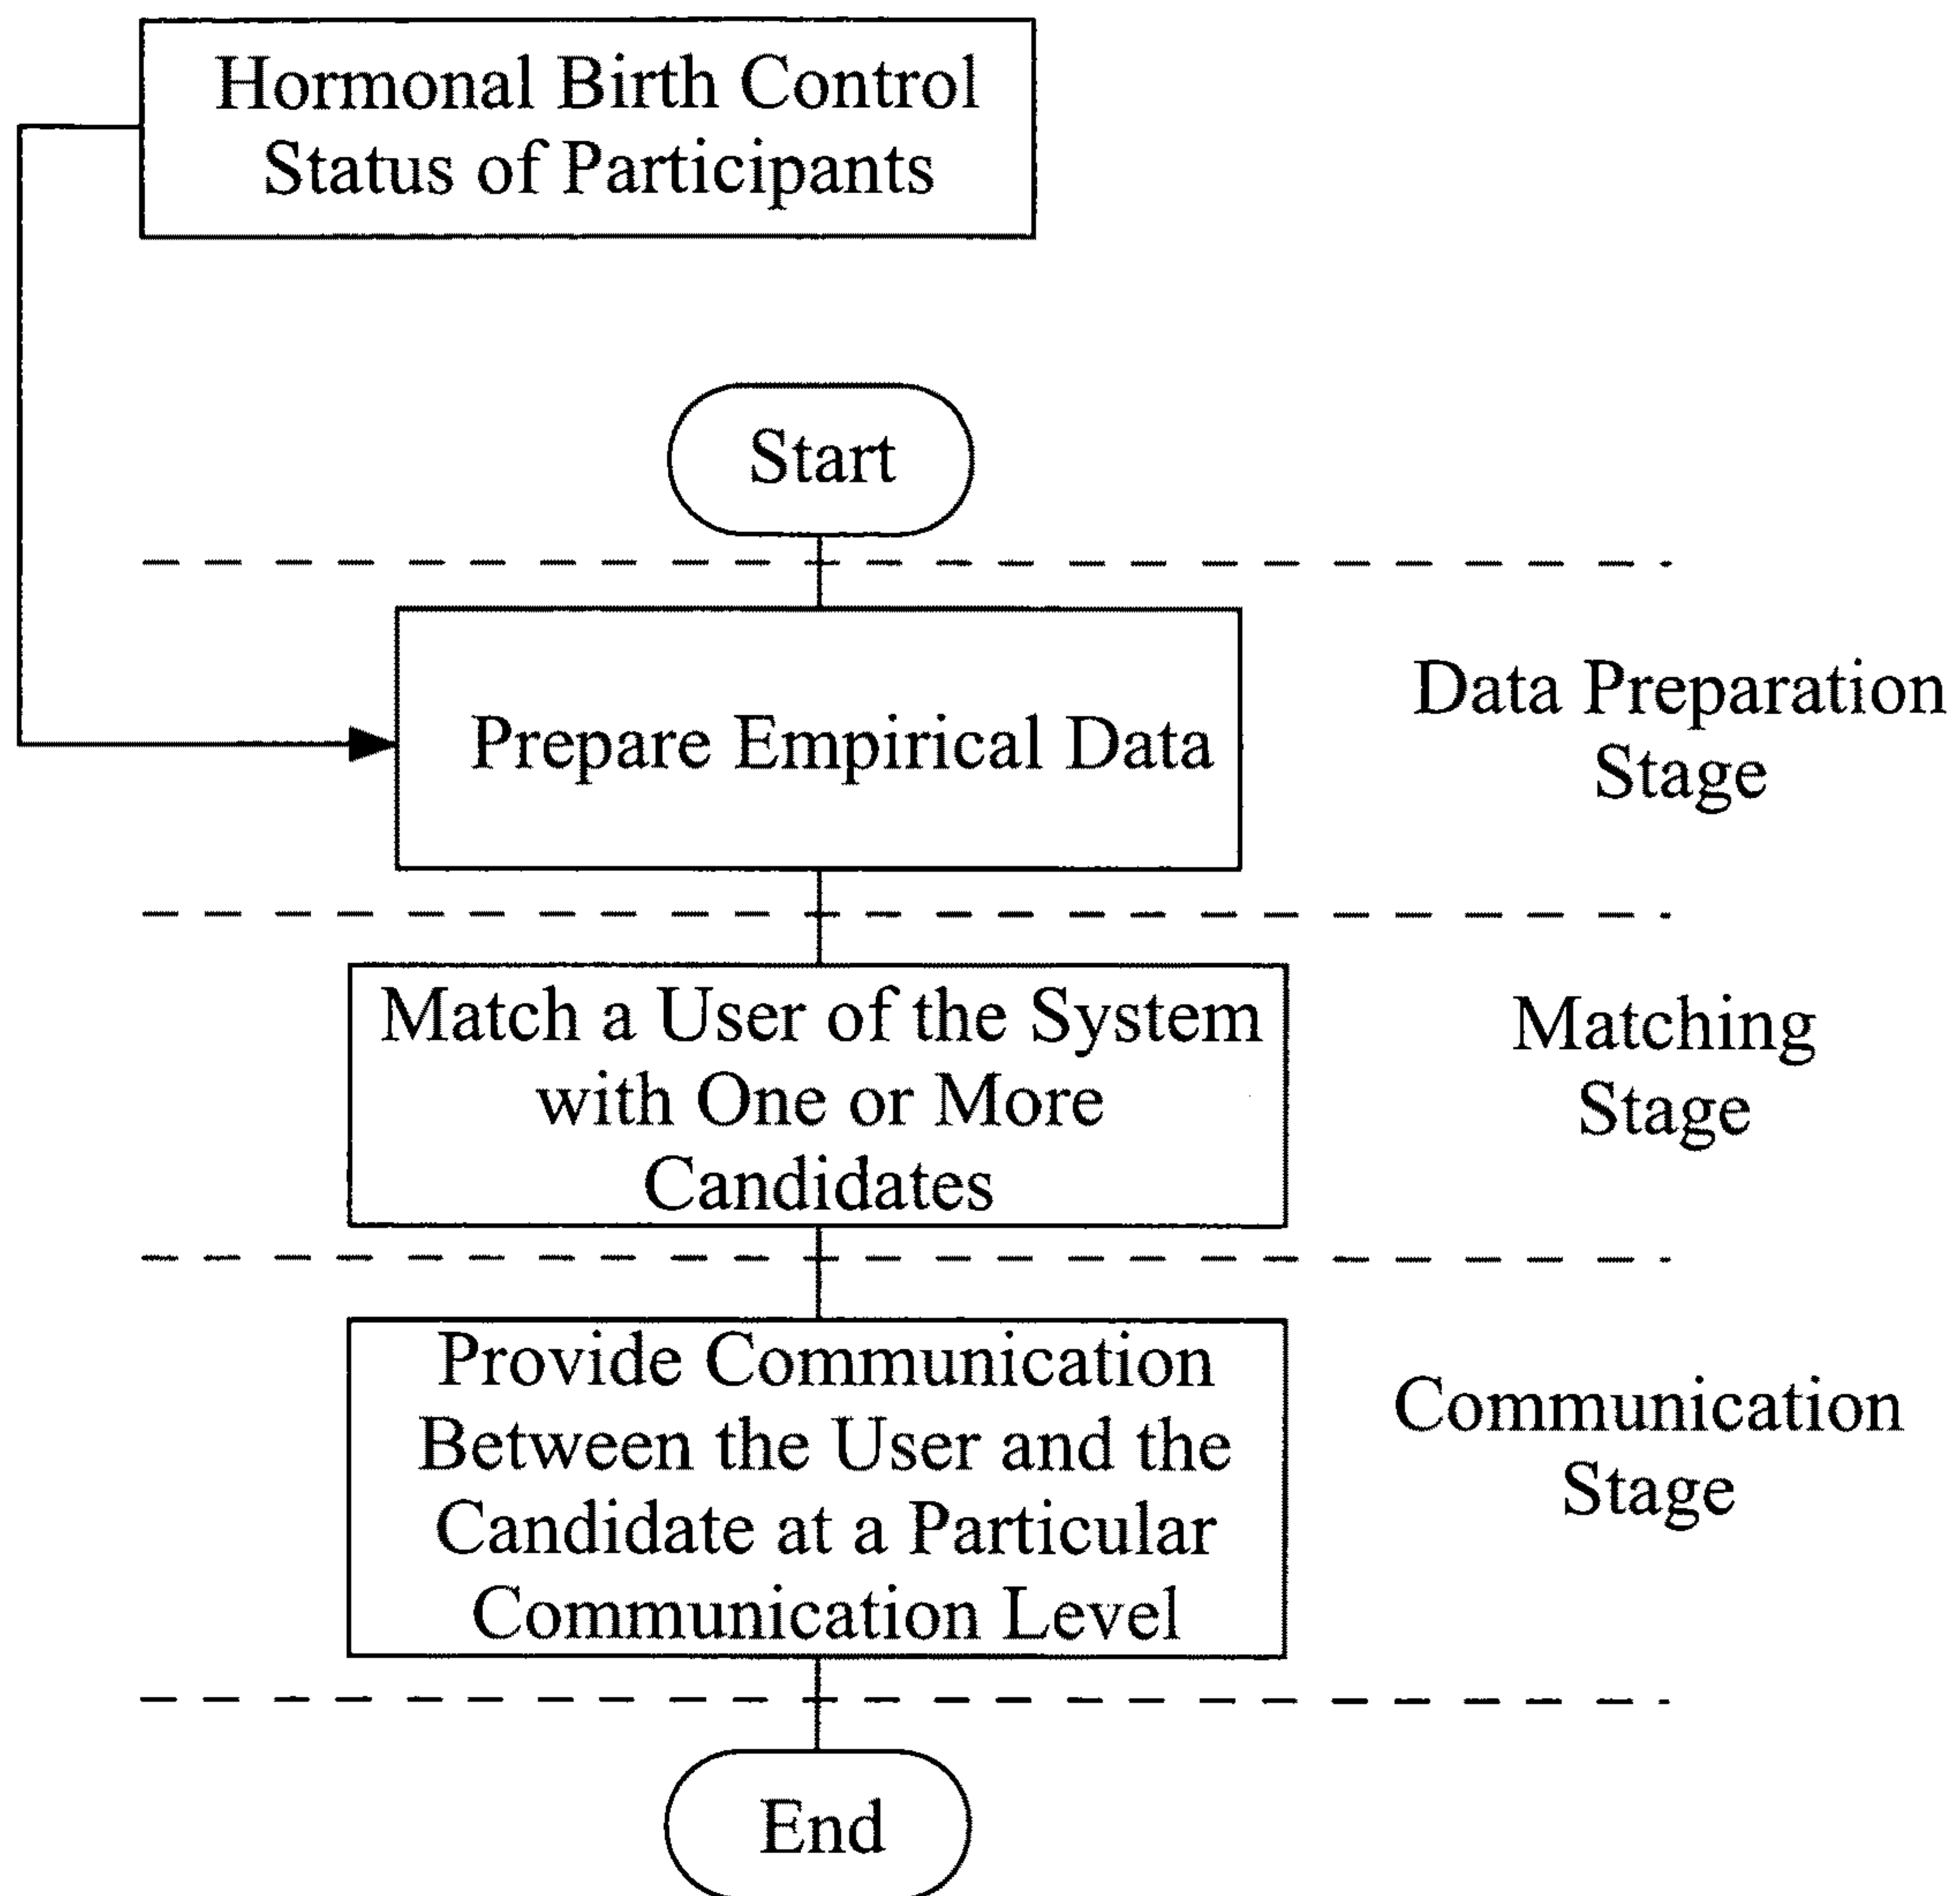 Hormonal Birth Control
Status of Participants
Start
Prepare Empirical Data
Data Preparation
Stage
Match a User of the System
with One or More
Candidates
Matching
Stage
Provide Communication
Between the User and the
Candidate at a Particular
Communication Level
Communication
Stage
End